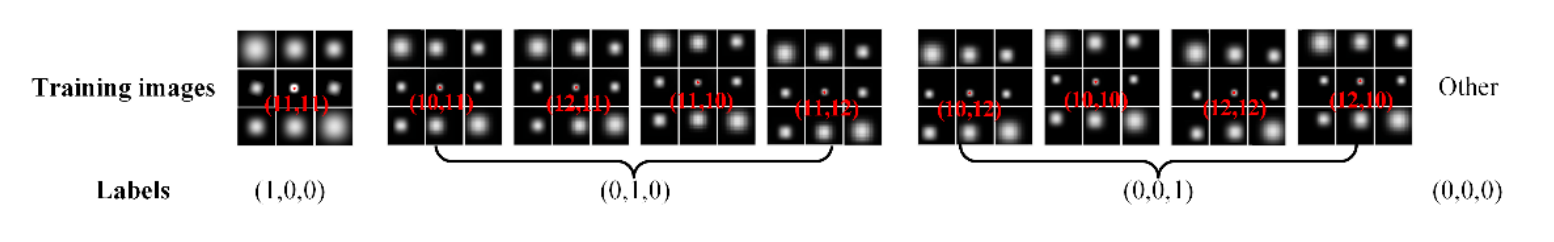 Training images (11,11) (10,11) (12,11) (11,10) (11,12) (10,12) (10,10) (12,12) (12,10) Other
Labels (1,0,0) (0,1,0) (0,0,1) (0,0,0)